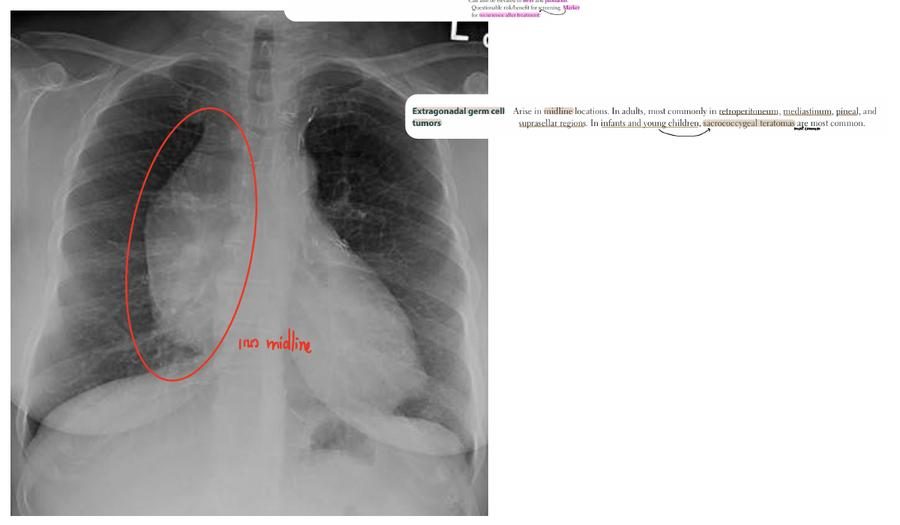 Questionable risk/benefit for screening. Marker
for recurrence after treatment.
L
Extragonadal germ cell
tumors
Arise in midline locations. In adults, most commonly in retroperitoneum, mediastinum, pineal, and
suprasellar regions. In infants and young children, sacrococcygeal teratomas are most common.
most common
midline